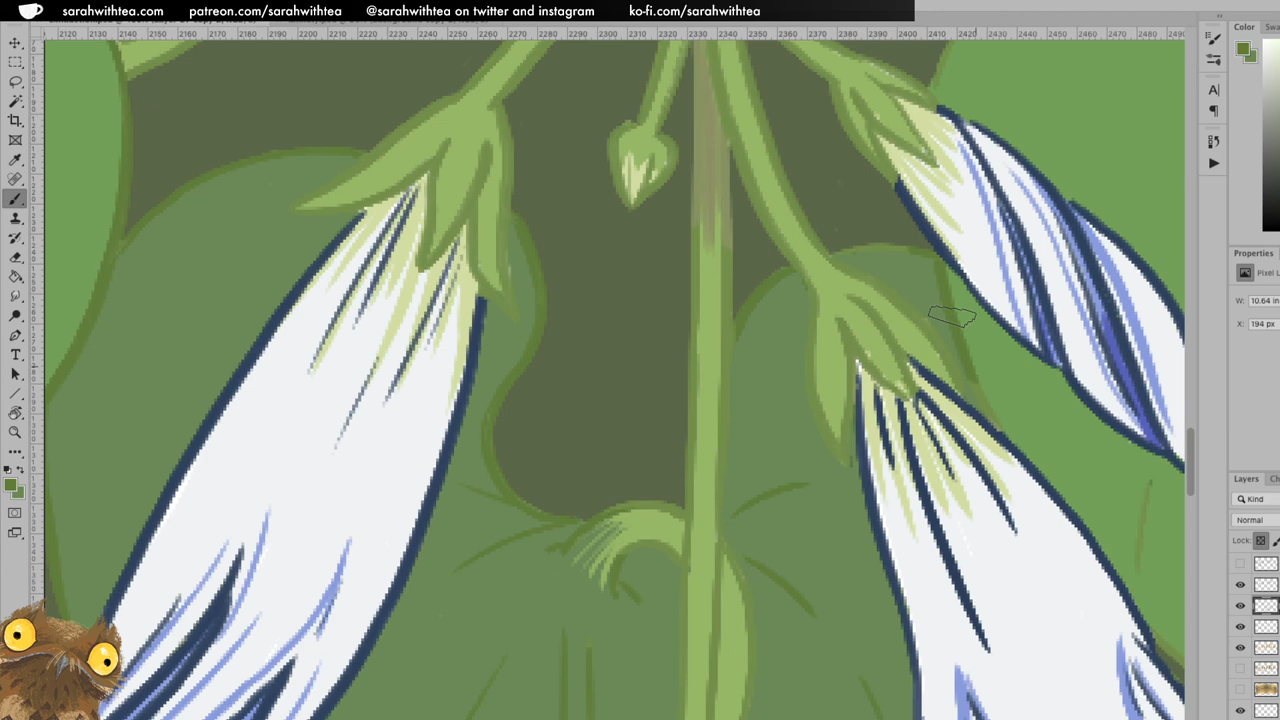 sarahwithtea.com patreon.com/sarahwithtea @sarahwithtea on twitter and instagram ko-fi.com/sarahwithtea
2120 2130 2140 2150 2160 2170 2180 2190 2200 2210 2220 2230 2240 2250 2260 2270 2280 2290 2300 2310 2320 2330 2340 2350 2360 2370 2380 2390 2400 2410 2420 2430 2440 2450 2460 2470 2480 2490
Color Swa
Properties
Pixel L
W: 10.64 in
X: 194 px
Layers Ch
Kind
Normal
Lock: